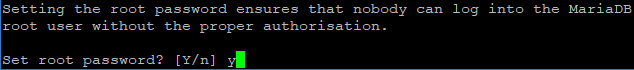 Setting the root password ensures that nobody can log into the MariaDB
root user without the proper authorisation.
Set root password? [Y/n] y